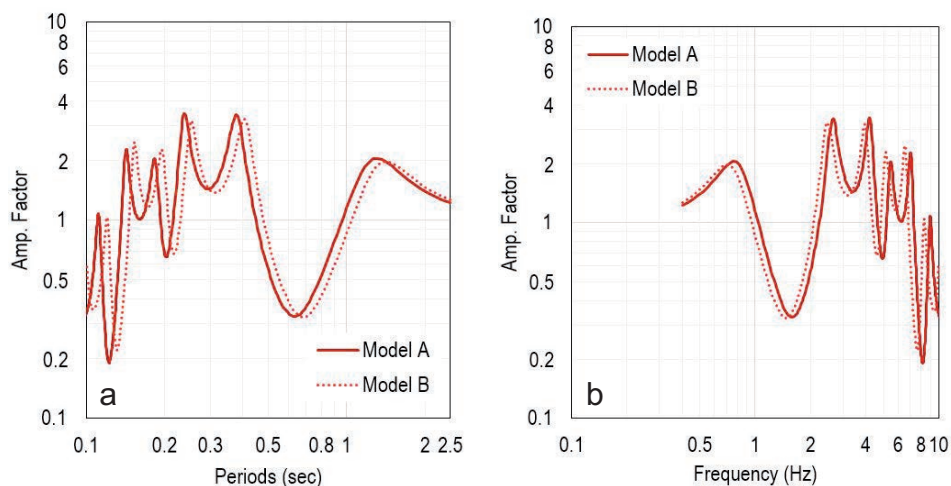 10
8
6
4
2
1
0.5
0.2
0.1
Amp. Factor
Model A
Model B
a
0.1 0.2 0.3 0.5 0.8 1 2 2.5
Periods (sec)
10
8
6
4
2
1
0.5
0.2
0.1
Amp. Factor
Model A
Model B
b
0.1 0.5 1 2 4 6 8 10
Frequency (Hz)